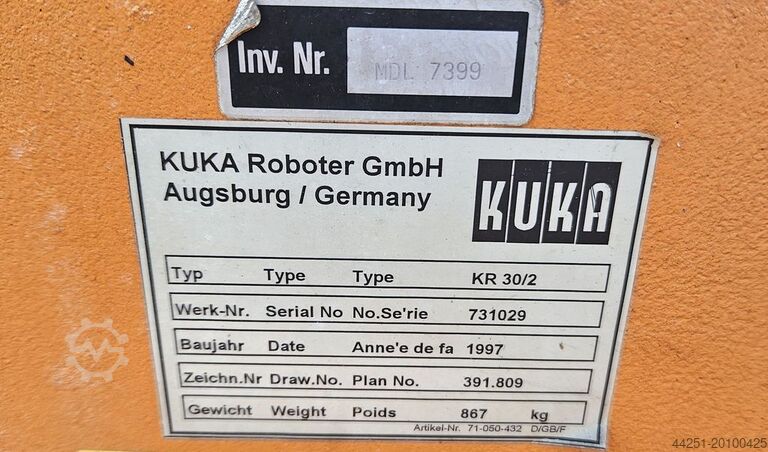 Inv. Nr. MDL 7399
KUKA Roboter GmbH
Augsburg / Germany
KUKA
Typ Type Type KR 30/2
Werk-Nr. Serial No No.Se'rie 731029
Baujahr Date Anne'e de fa 1997
Zeichn.Nr Draw.No. Plan No. 391.809
Gewicht Weight Poids 867 kg
Artikel-Nr. 71-050-432 D/GB/F
44251-20100425